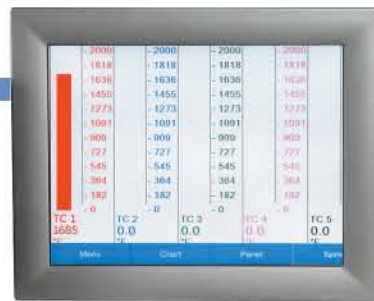 - 2000 - 2000 - 2000 - 2000
- 1818 - 1818 - 1818 - 1818
- 1636 - 1636 - 1636 - 1636
- 1455 - 1455 - 1455 - 1455
- 1273 - 1273 - 1273 - 1273
- 1091 - 1091 - 1091 - 1091
- 909 - 909 - 909 - 909
- 727 - 727 - 727 - 727
- 545 - 545 - 545 - 545
- 364 - 364 - 364 - 364
- 182 - 182 - 182 - 182
- 0 - 0 - 0 - 0
TC 1 TC 2 TC 3 TC 4 TC 5
1685 0.0 0.0 0.0 0.0
°F °F °F °F °F
Menu Chart Panel